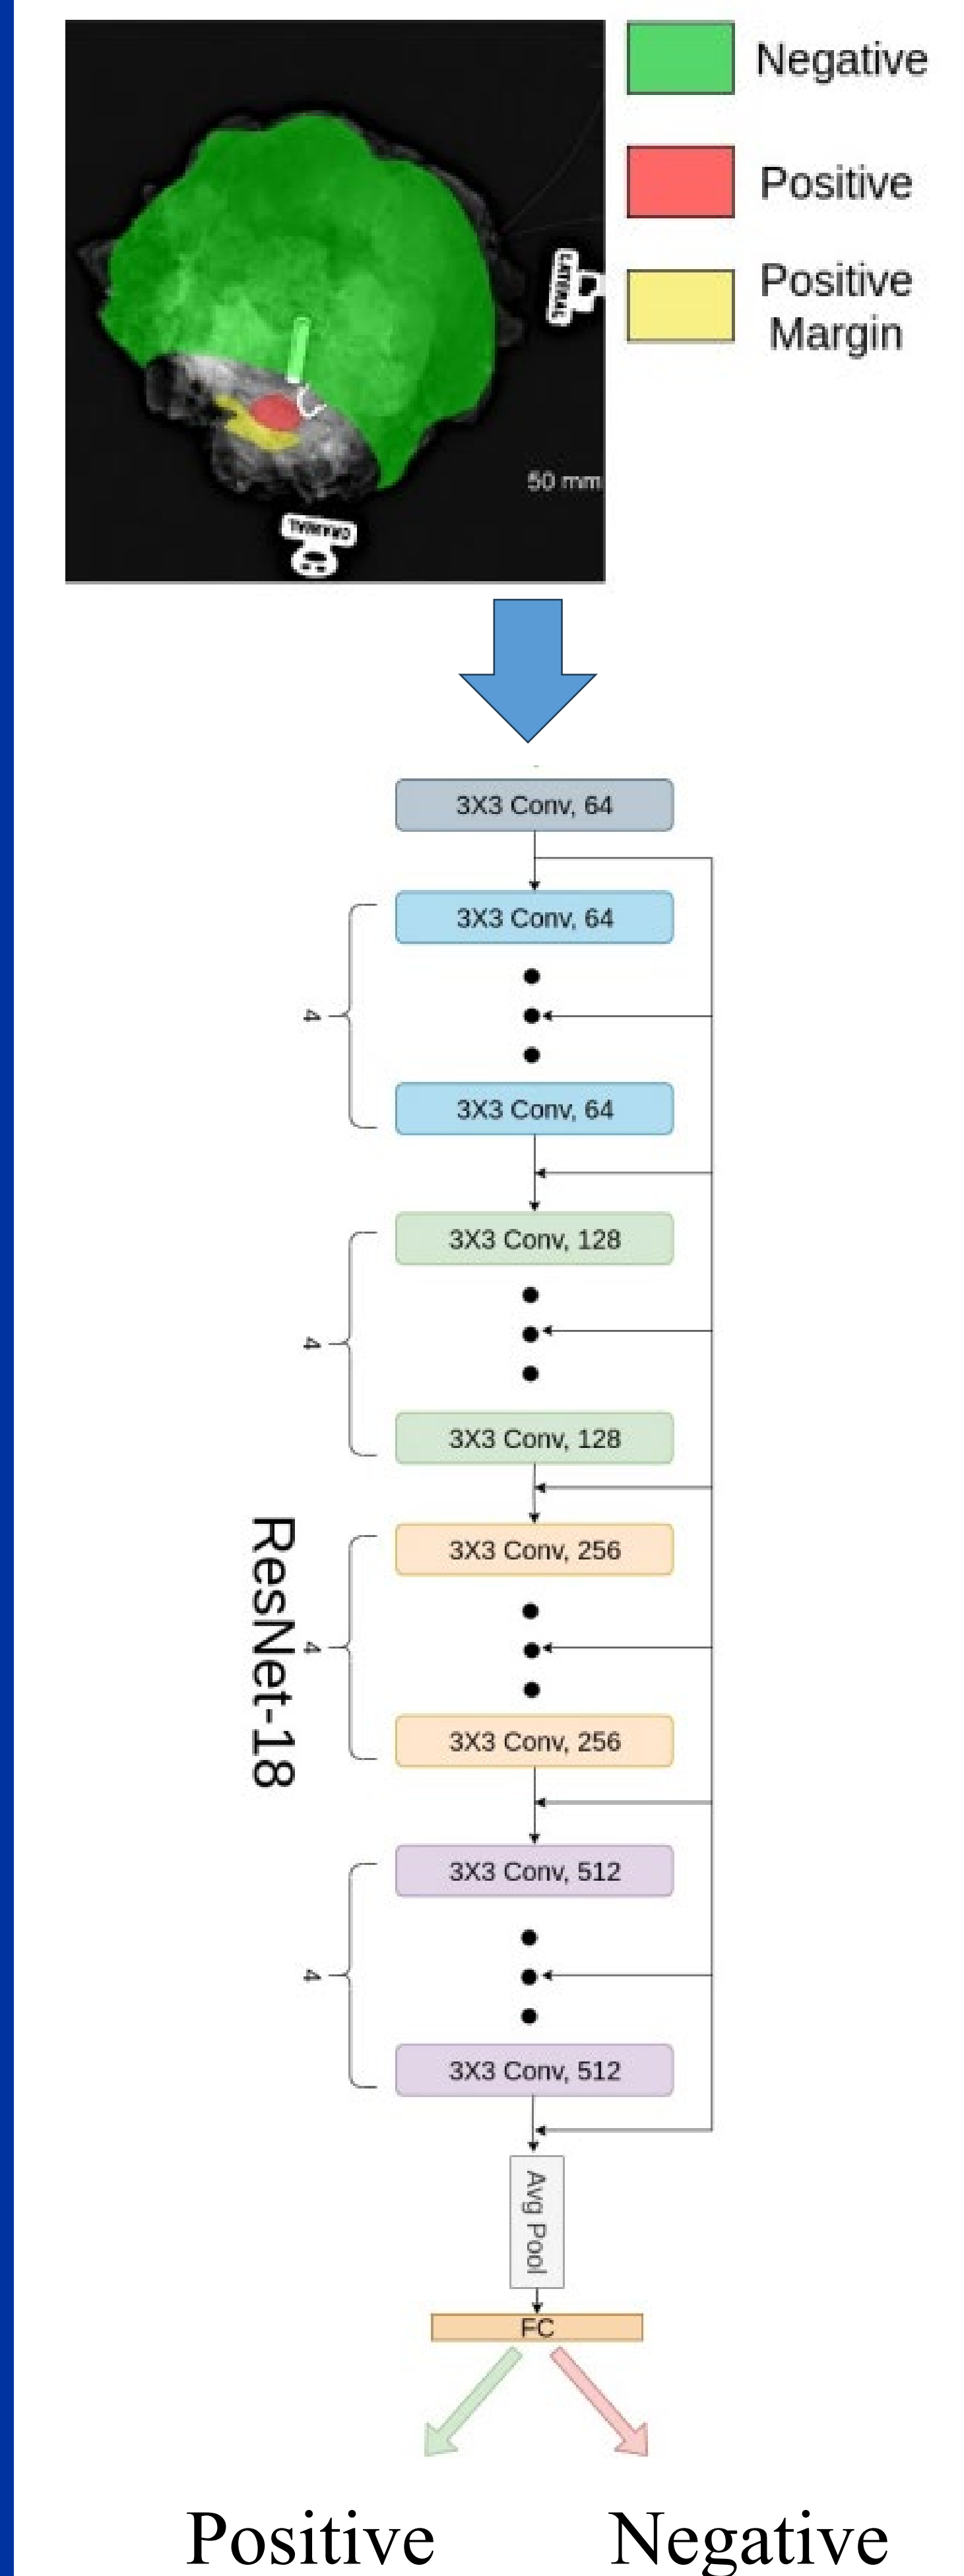 Negative
Positive
Positive
Margin
LATERAL
50 mm
CRANIAL
3X3 Conv, 64
3X3 Conv, 64
4
3X3 Conv, 64
3X3 Conv, 128
4
3X3 Conv, 128
3X3 Conv, 256
ResNet-18
4
3X3 Conv, 256
3X3 Conv, 512
4
3X3 Conv, 512
Avg Pool
FC
Positive
Negative